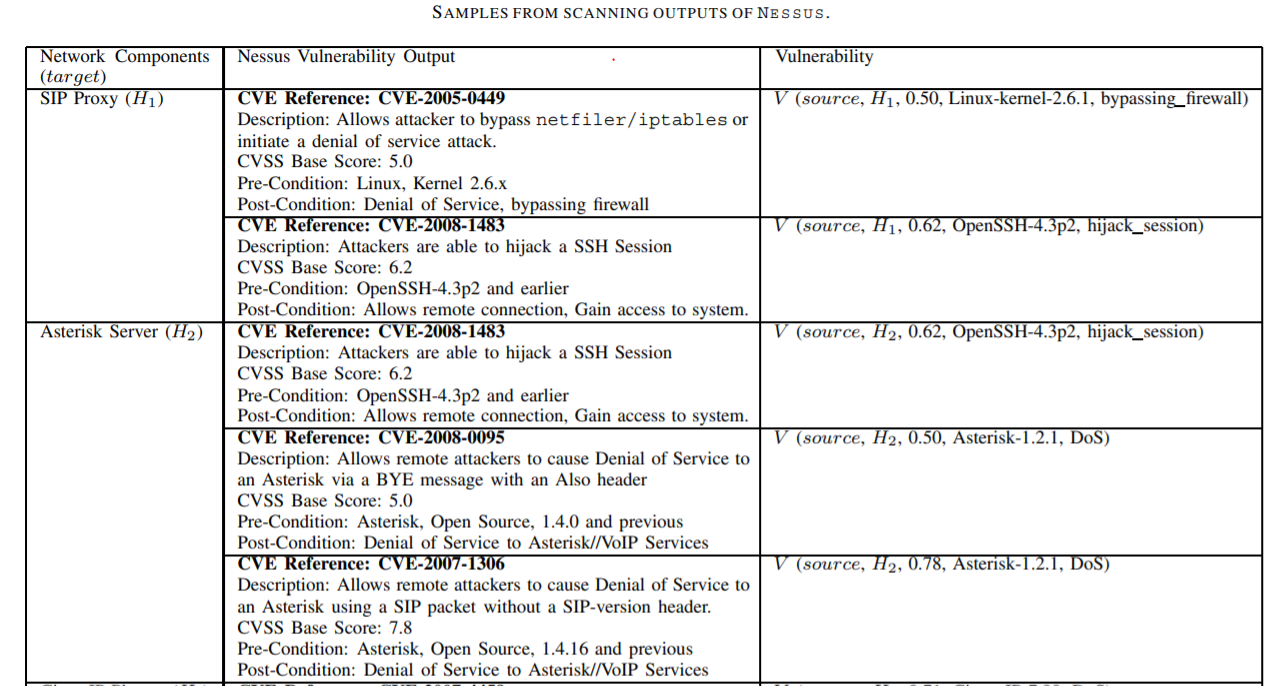 SAMPLES FROM SCANNING OUTPUTS OF NESSUS.
Network Components
(target)
Nessus Vulnerability Output
Vulnerability
SIP Proxy (H1)
CVE Reference: CVE-2005-0449
Description: Allows attacker to bypass netfiler/iptables or
initiate a denial of service attack.
CVSS Base Score: 5.0
Pre-Condition: Linux, Kernel 2.6.x
Post-Condition: Denial of Service, bypassing firewall
V (source, H1, 0.50, Linux-kernel-2.6.1, bypassing_firewall)
CVE Reference: CVE-2008-1483
Description: Attackers are able to hijack a SSH Session
CVSS Base Score: 6.2
Pre-Condition: OpenSSH-4.3p2 and earlier
Post-Condition: Allows remote connection, Gain access to system.
V (source, H1, 0.62, OpenSSH-4.3p2, hijack_session)
Asterisk Server (H2)
CVE Reference: CVE-2008-1483
Description: Attackers are able to hijack a SSH Session
CVSS Base Score: 6.2
Pre-Condition: OpenSSH-4.3p2 and earlier
Post-Condition: Allows remote connection, Gain access to system.
V (source, H2, 0.62, OpenSSH-4.3p2, hijack_session)
CVE Reference: CVE-2008-0095
Description: Allows remote attackers to cause Denial of Service to
an Asterisk via a BYE message with an Also header
CVSS Base Score: 5.0
Pre-Condition: Asterisk, Open Source, 1.4.0 and previous
Post-Condition: Denial of Service to Asterisk//VoIP Services
V (source, H2, 0.50, Asterisk-1.2.1, DoS)
CVE Reference: CVE-2007-1306
Description: Allows remote attackers to cause Denial of Service to
an Asterisk using a SIP packet without a SIP-version header.
CVSS Base Score: 7.8
Pre-Condition: Asterisk, Open Source, 1.4.16 and previous
Post-Condition: Denial of Service to Asterisk//VoIP Services
V (source, H2, 0.78, Asterisk-1.2.1, DoS)